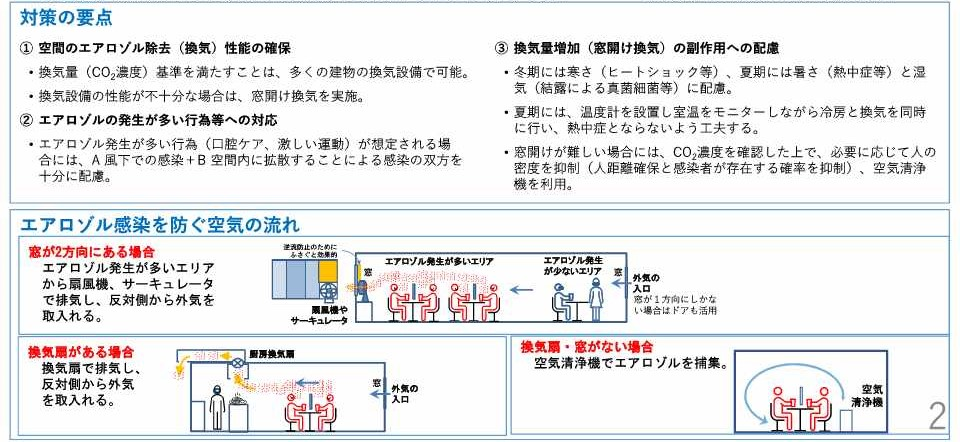 対策の要点
① 空間のエアロゾル除去（換気）性能の確保
・換気量（CO₂濃度）基準を満たすことは、多くの建物の換気設備で可能。
・換気設備の性能が不十分な場合は、窓開け換気を実施。
② エアロゾルの発生が多い行為等への対応
・エアロゾル発生が多い行為（口腔ケア、激しい運動）が想定される場
合には、A 風下での感染＋B 空間内に拡散することによる感染の双方を
十分に配慮。
③ 換気量増加（窓開け換気）の副作用への配慮
・冬期には寒さ（ヒートショック等）、夏期には暑さ（熱中症等）と湿
気（結露による真菌細菌等）に配慮。
・夏期には、温度計を設置し室温をモニターしながら冷房と換気を同時
に行い、熱中症とならないよう工夫する。
・窓開けが難しい場合には、CO₂濃度を確認した上で、必要に応じて人の
密度を抑制（人距離確保と感染者が存在する確率を抑制）、空気清浄
機を利用。
エアロゾル感染を防ぐ空気の流れ
窓が2方向にある場合
エアロゾル発生が多いエリア
から扇風機、サーキュレータ
で排気し、反対側から外気を
取入れる。
逆流防止のために
ふさぐと効果的
扇風機や
サーキュレータ
窓
エアロゾル発生が多いエリア
エアロゾル発生
が少ないエリア
窓
外気の
入口
窓が１方向にしかな
い場合はドアも活用
換気扇がある場合
換気扇で排気し、
反対側から外気
を取入れる。
厨房換気扇
窓
外気の
入口
換気扇・窓がない場合
空気清浄機でエアロゾルを捕集。
空気
清浄機
2